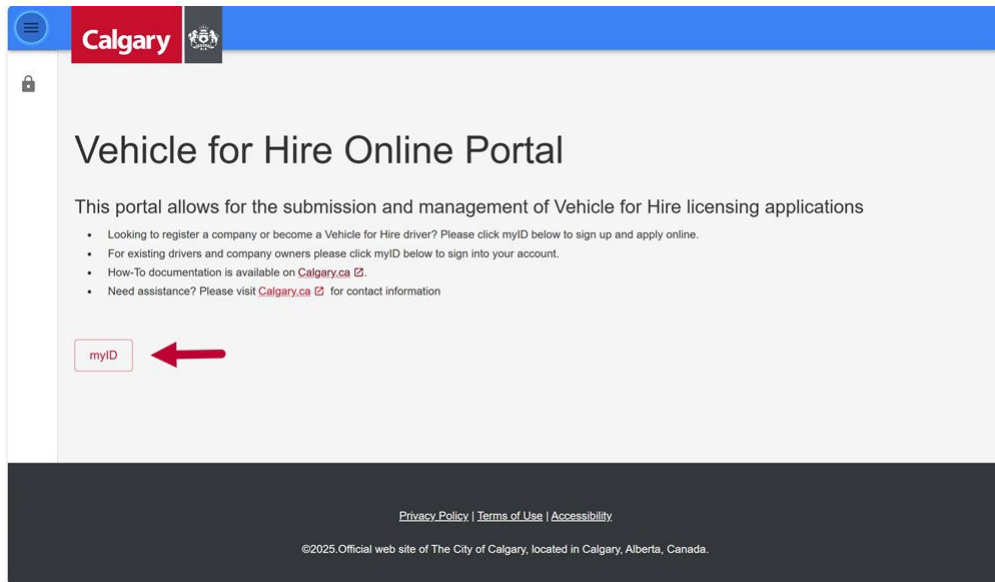 Calgary
Vehicle for Hire Online Portal
This portal allows for the submission and management of Vehicle for Hire licensing applications
Looking to register a company or become a Vehicle for Hire driver? Please click myID below to sign up and apply online.
For existing drivers and company owners please click myID below to sign into your account.
How-To documentation is available on Calgary.ca.
Need assistance? Please visit Calgary.ca for contact information
myID
Privacy Policy | Terms of Use | Accessibility
©2025.Official web site of The City of Calgary, located in Calgary, Alberta, Canada.